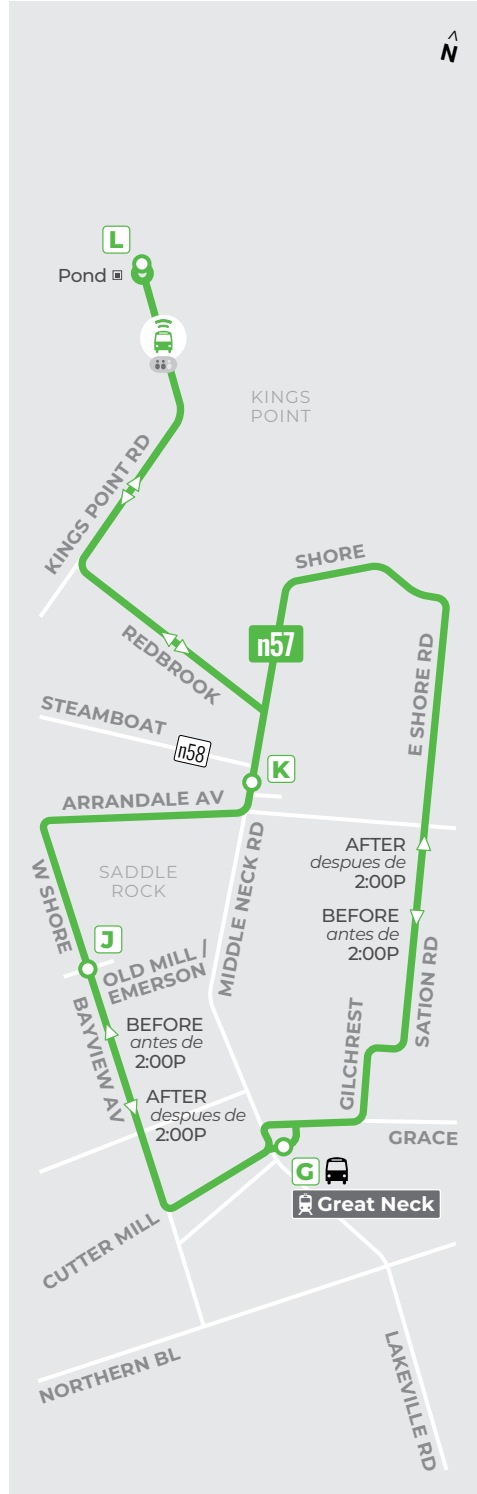 N
L
Pond
KINGS
POINT
KINGS POINT RD
SHORE
REDBROOK
n57
E SHORE RD
STEAMBOAT
n58
K
ARRANDALE AV
MIDDLE NECK RD
AFTER
despues de
2:00P
SADDLE
ROCK
W SHORE
BEFORE
antes de
2:00P
J
OLD MILL /
EMERSON
SATION RD
BAYVIEW AV
BEFORE
antes de
2:00P
GILCHREST
AFTER
despues de
2:00P
GRACE
G
Great Neck
CUTTER MILL
NORTHERN BL
LAKEVILLE RD